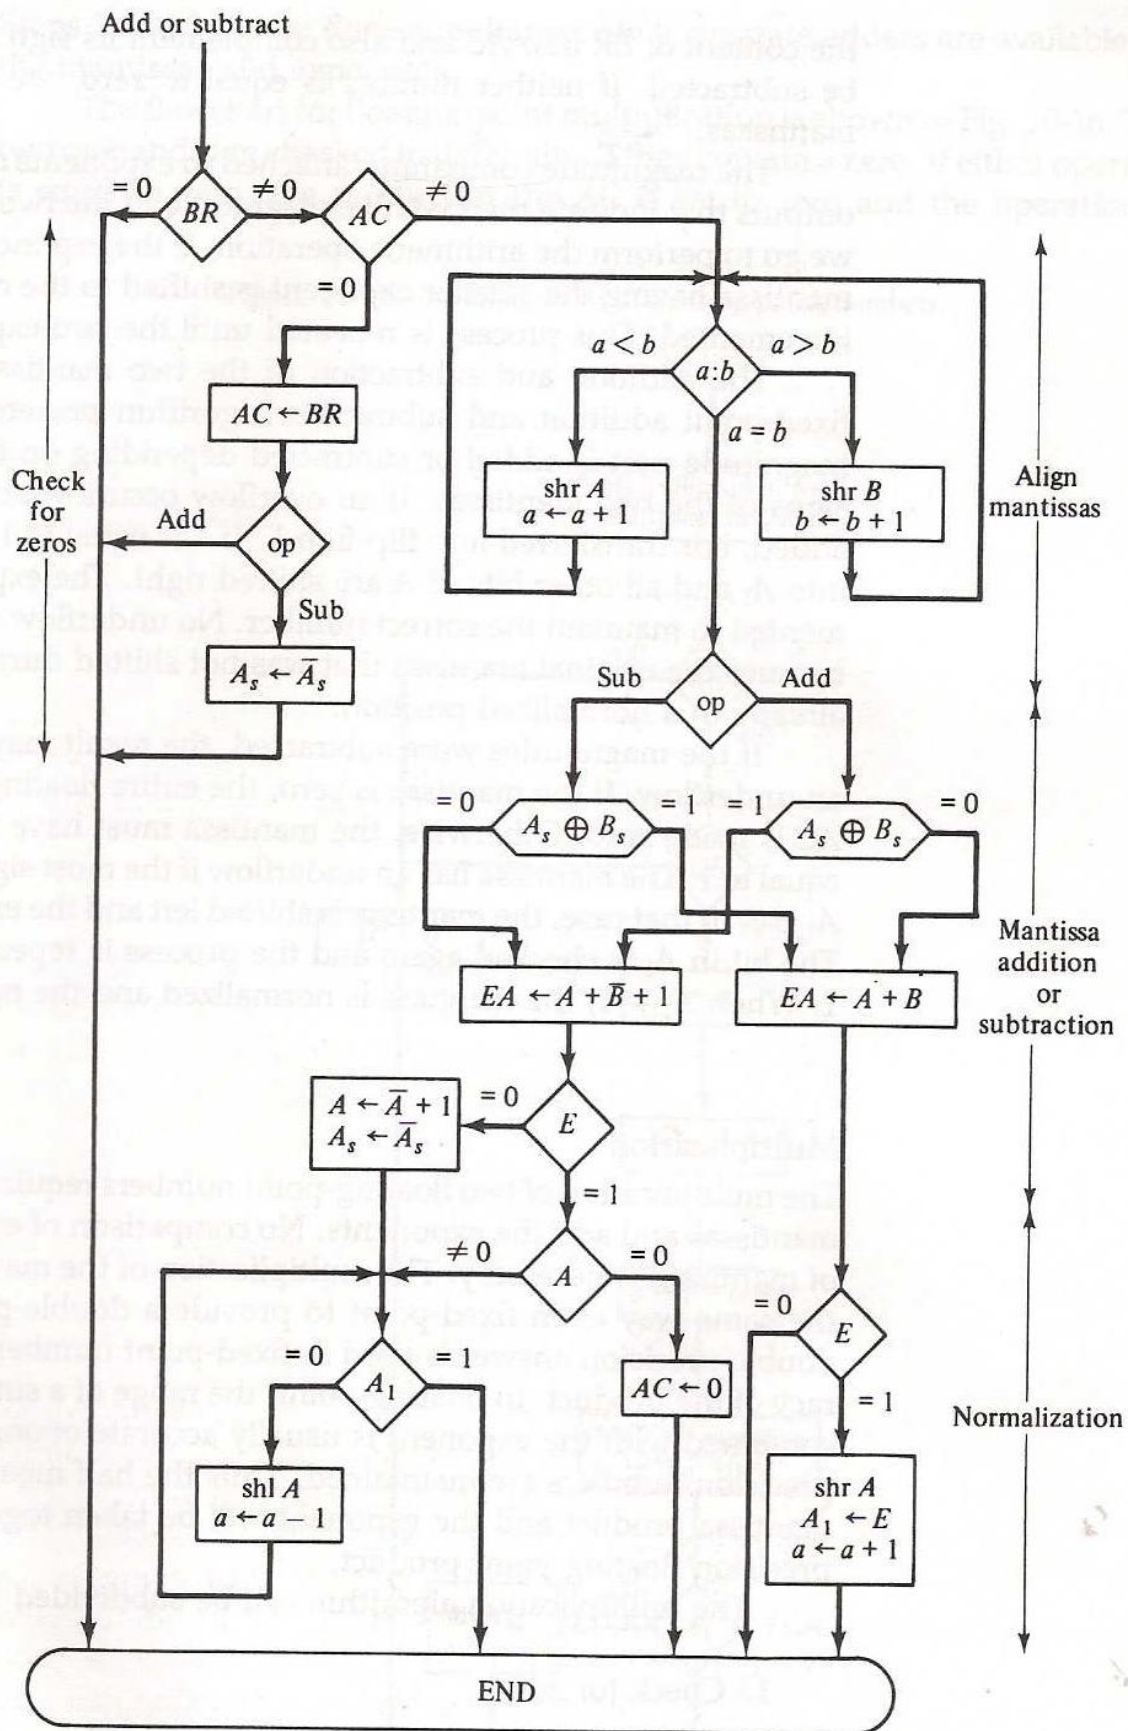 Add or subtract
= 0
BR
≠ 0
AC
≠ 0
= 0
AC ← BR
Check
for
zeros
Add
op
Sub
A_s ← A̅_s
a < b
a:b
a > b
a = b
shr A
a ← a + 1
shr B
b ← b + 1
Align
mantissas
Sub
op
Add
= 0
A_s ⊕ B_s
= 1
= 1
A_s ⊕ B_s
= 0
EA ← A + B̅ + 1
EA ← A + B
Mantissa
addition
or
subtraction
A ← A̅ + 1
A_s ← A̅_s
= 0
E
= 1
≠ 0
A
= 0
= 0
A_1
= 1
shl A
a ← a − 1
AC ← 0
= 0
E
= 1
shr A
A_1 ← E
a ← a + 1
Normalization
END